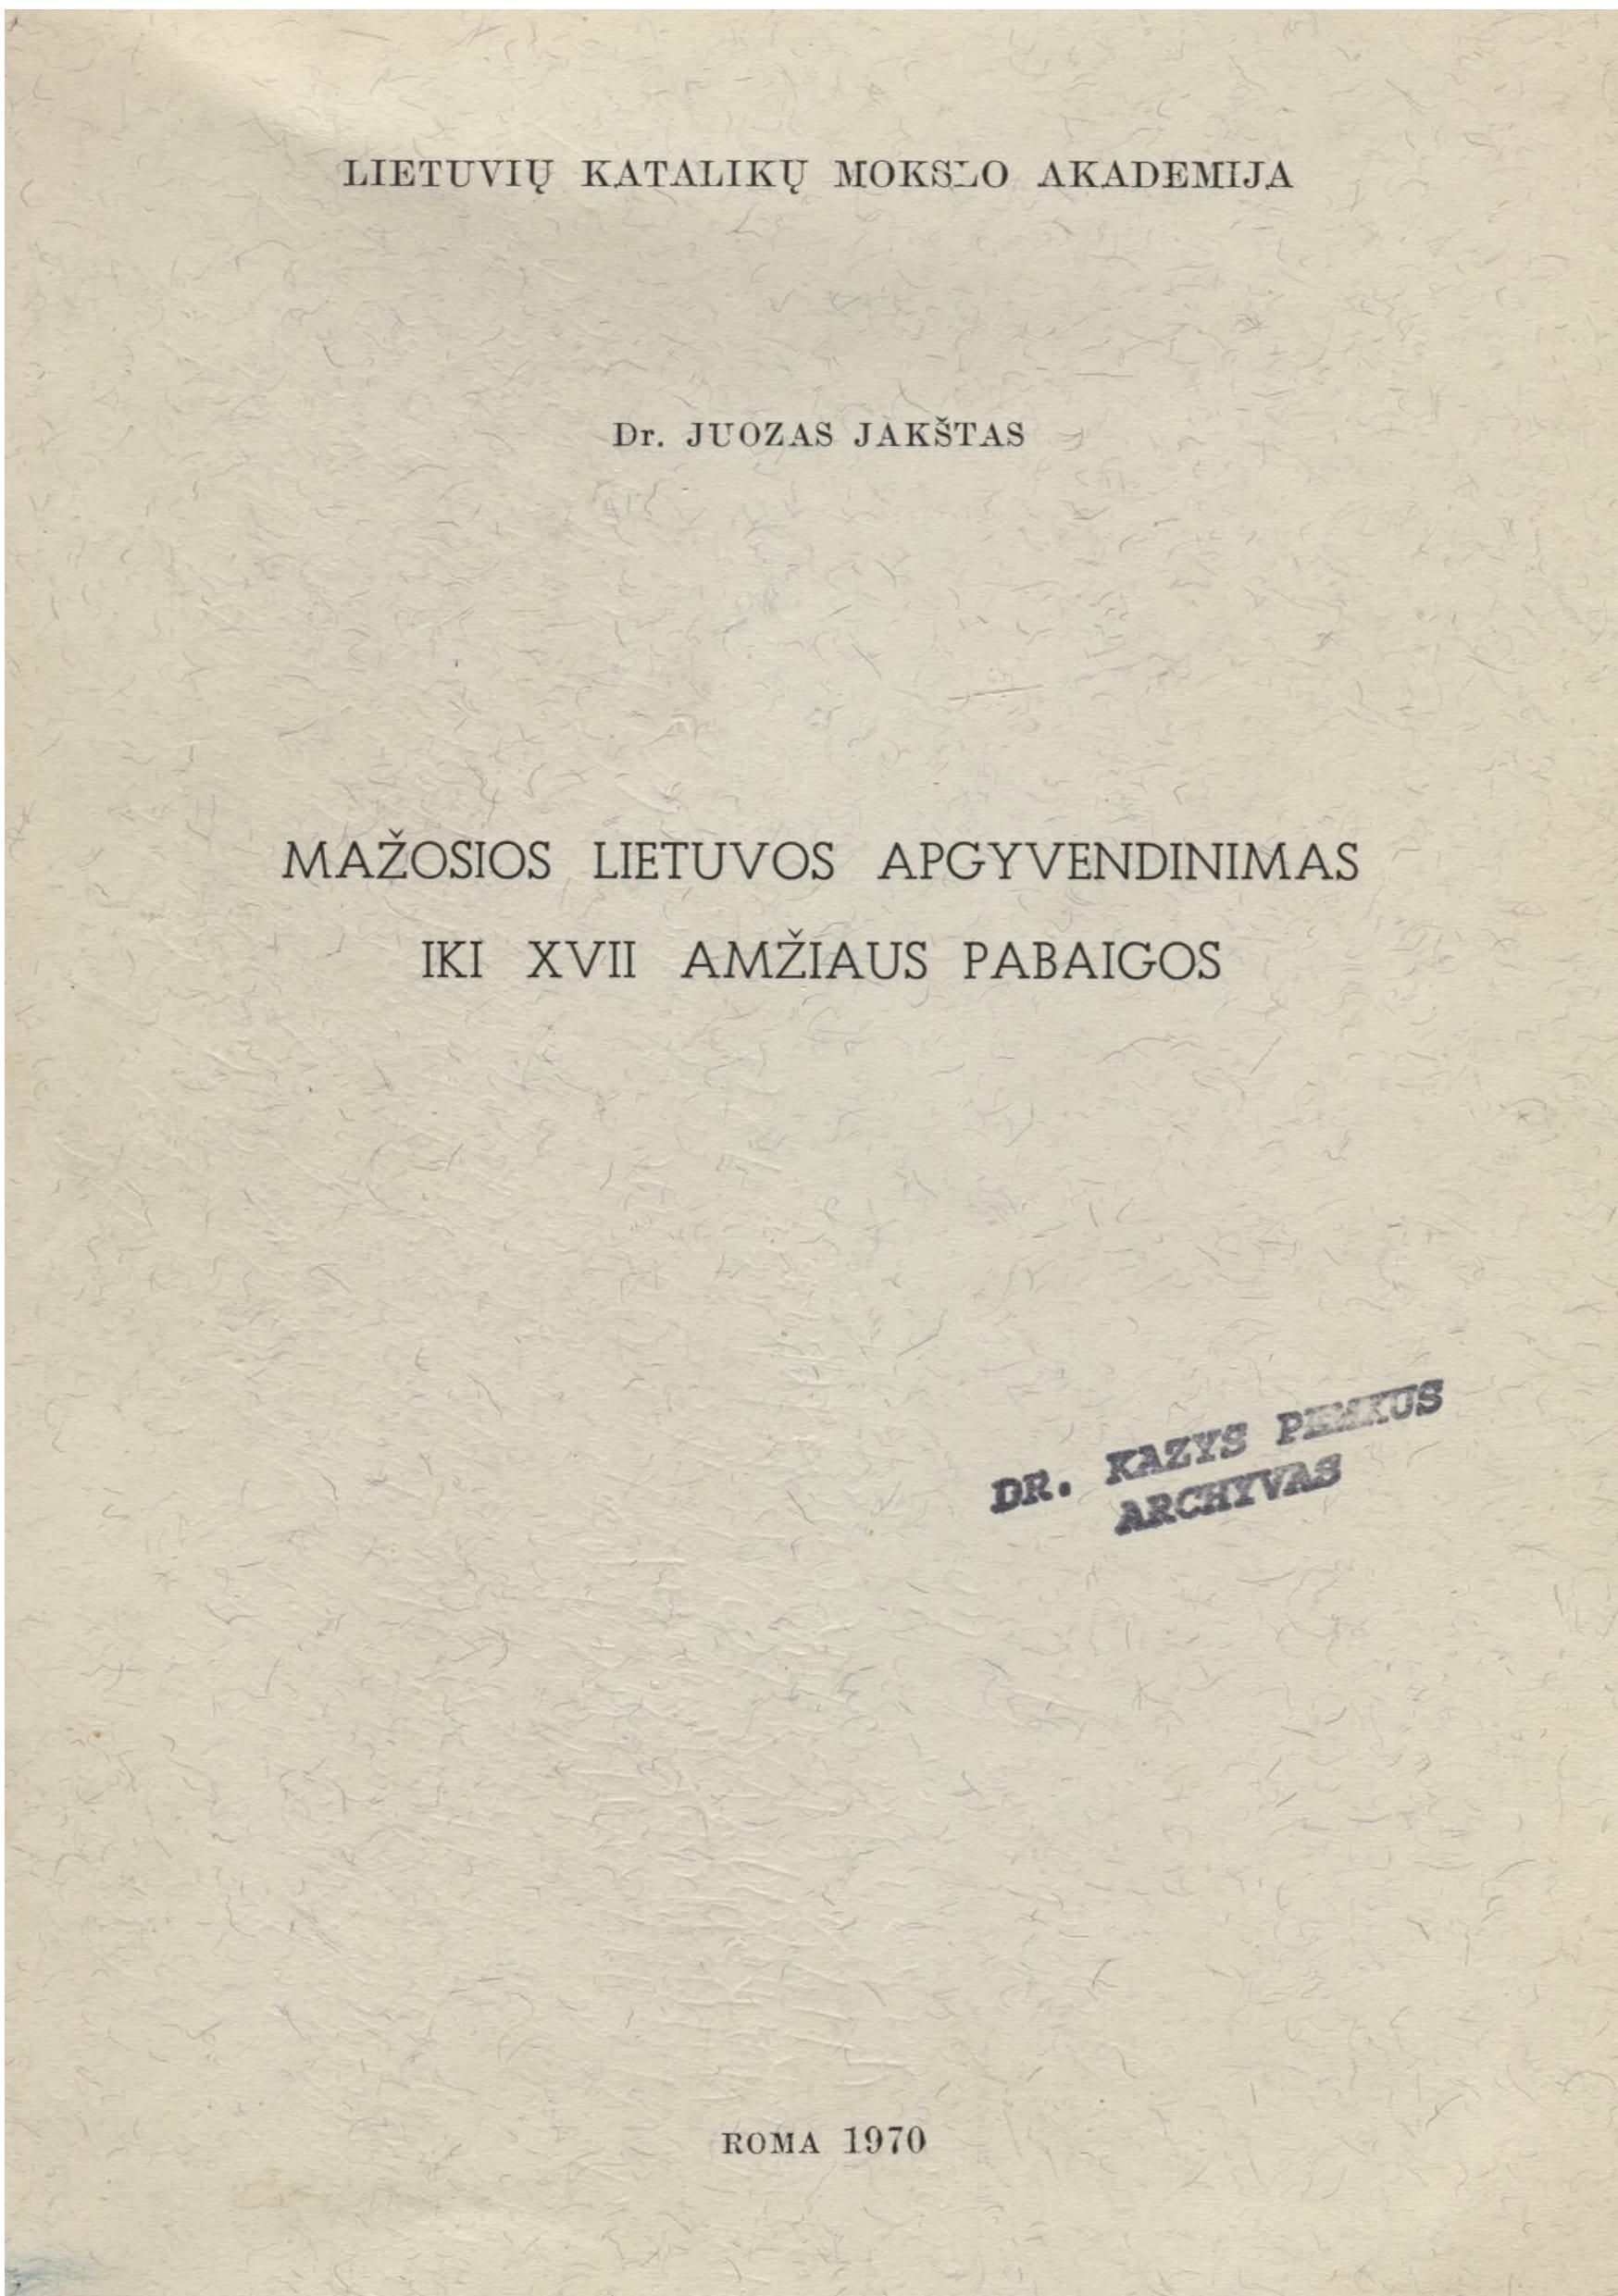 LIETUVIŲ KATALIKŲ MOKSLO AKADEMIJA
Dr. JUOZAS JAKŠTAS
MAŽOSIOS LIETUVOS APGYVENDINIMAS
IKI XVII AMŽIAUS PABAIGOS
DR. KAZYS PEMKUS
ARCHYVAS
ROMA 1970